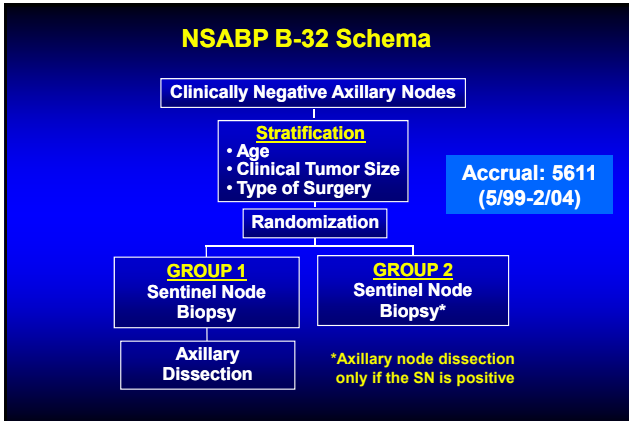 NSABP B-32 Schema
Clinically Negative Axillary Nodes
Stratification
• Age
• Clinical Tumor Size
• Type of Surgery
Accrual: 5611
(5/99-2/04)
Randomization
GROUP 1
Sentinel Node
Biopsy
GROUP 2
Sentinel Node
Biopsy*
Axillary
Dissection
*Axillary node dissection
only if the SN is positive